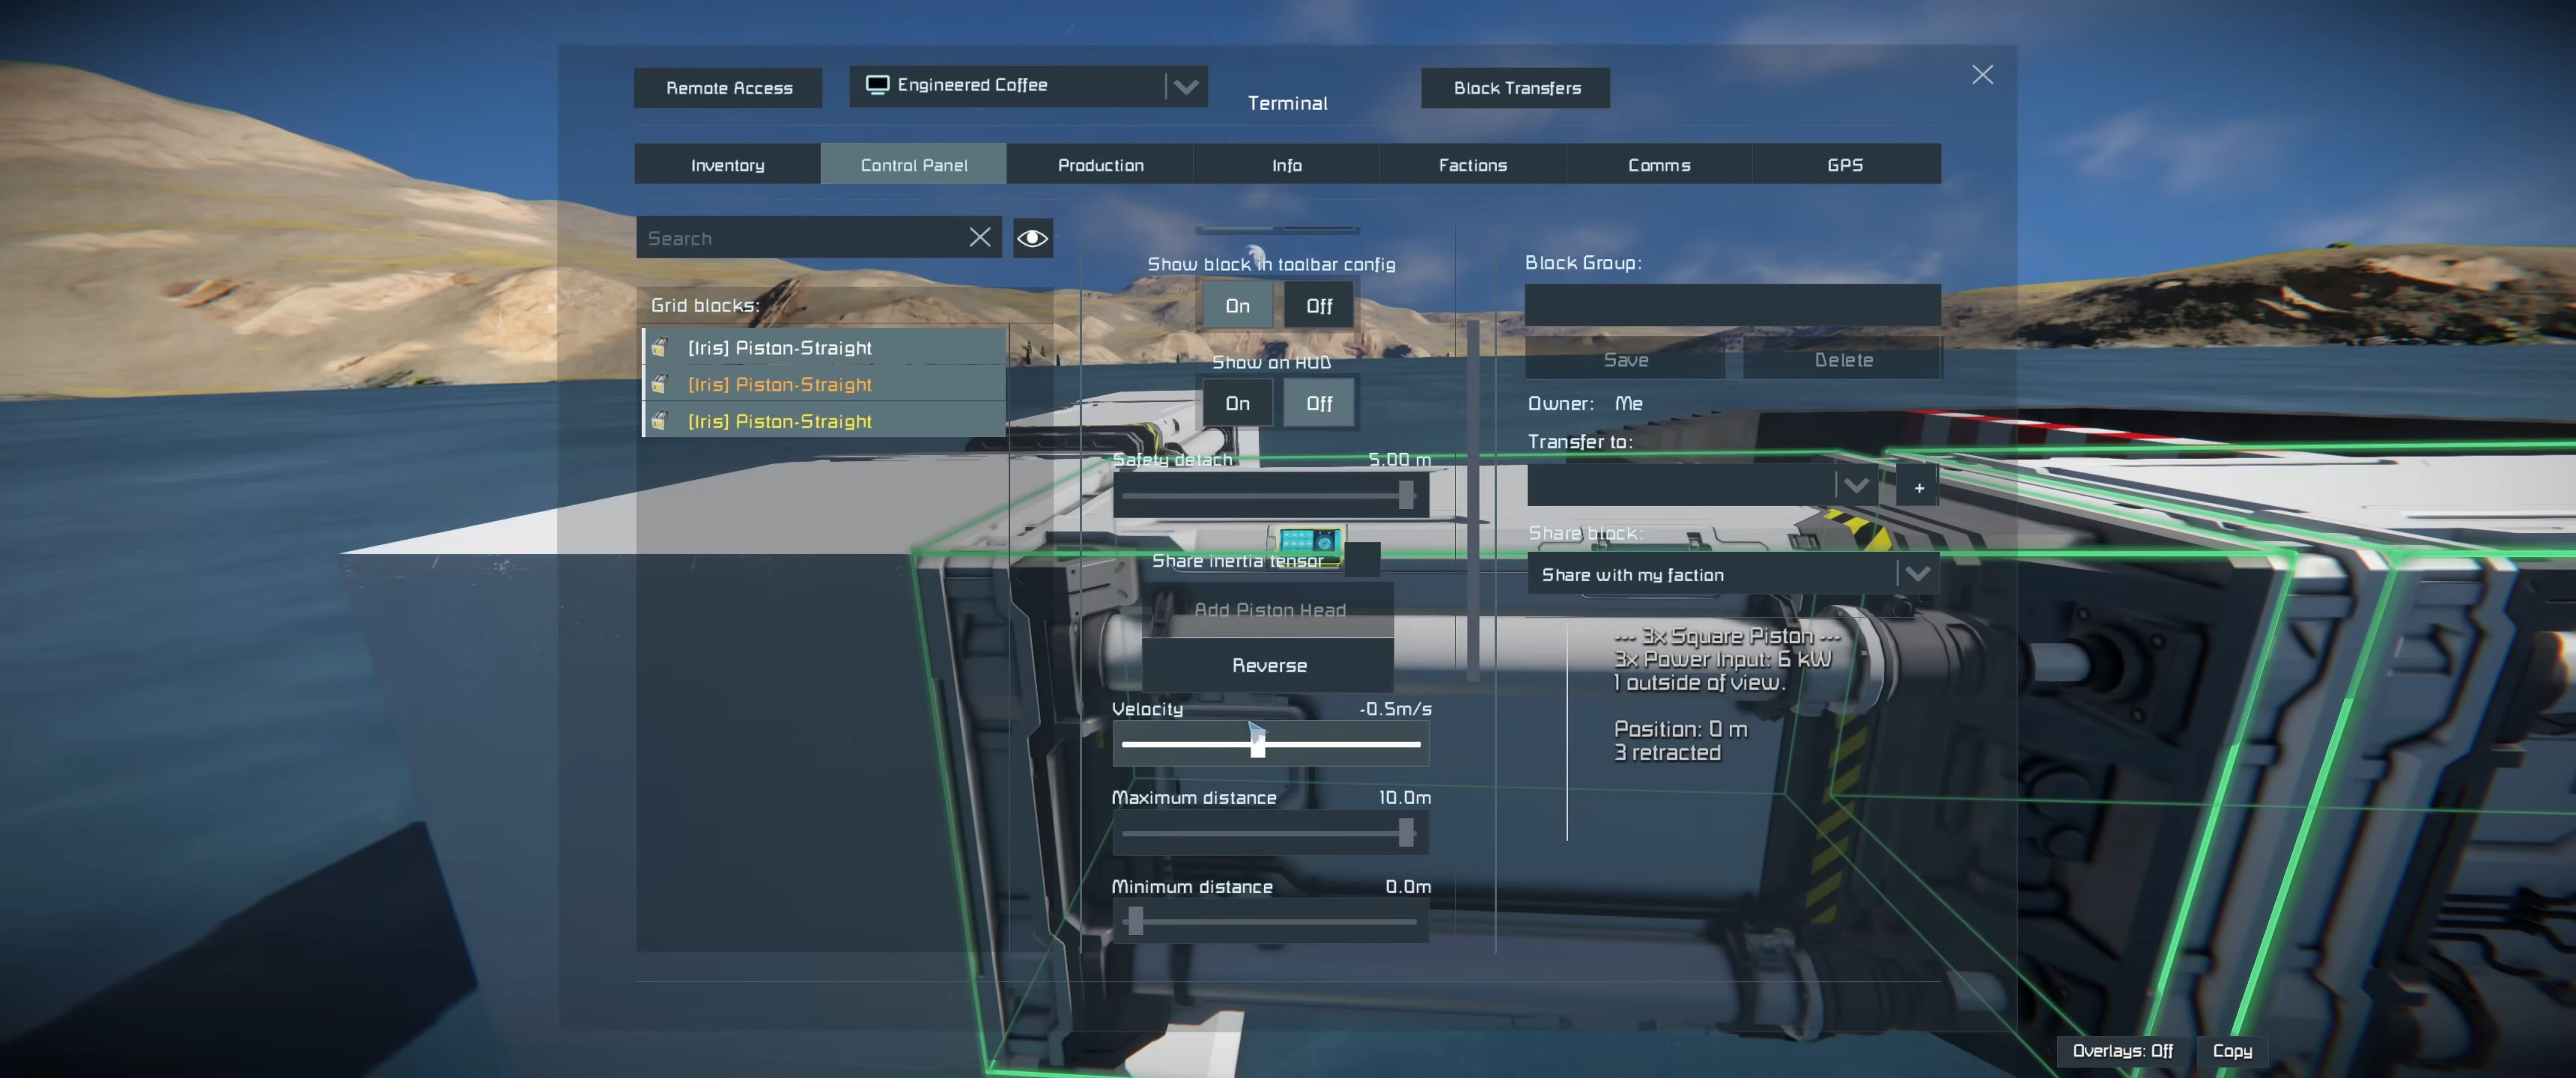 Remote Access
Engineered Coffee
Terminal
Block Transfers
Inventory
Control Panel
Production
Info
Factions
Comms
GPS
Search
Grid blocks:
[Iris] Piston-Straight
[Iris] Piston-Straight
[Iris] Piston-Straight
Show block in toolbar config
On
Off
Show on HUD
On
Off
Safety detach 5.00 m
Share inertia tensor
Add Piston Head
Reverse
Velocity -0.5m/s
Maximum distance 10.0m
Minimum distance 0.0m
Block Group:
Save
Delete
Owner: Me
Transfer to:
+
Share block:
Share with my faction
--- 3x Square Piston ---
3x Power Input: 6 kW
1 outside of view.
Position: 0 m
3 retracted
Overlays: Off
Copy